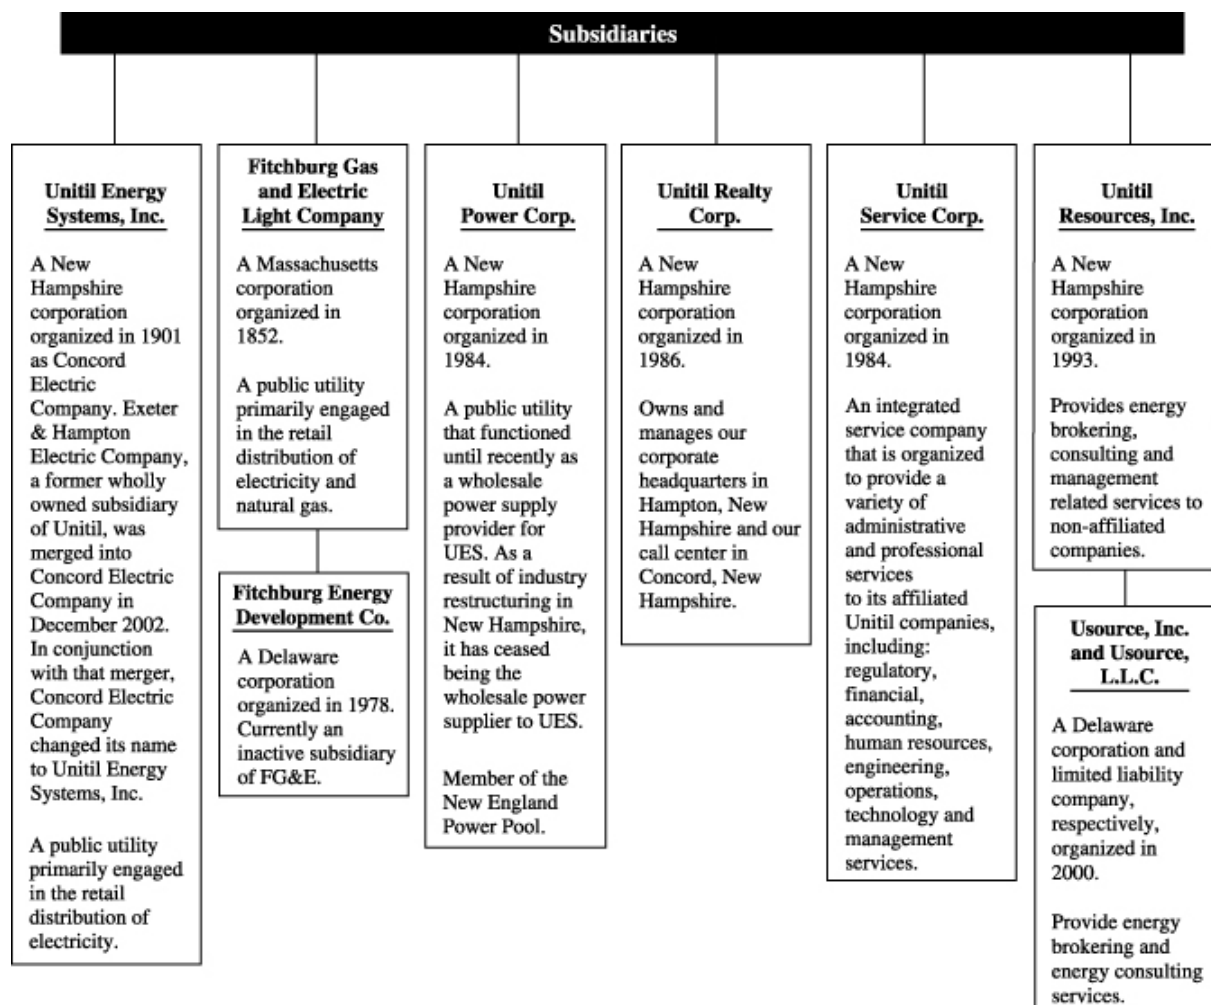 Subsidiaries
Unitil Energy
Systems, Inc.
A New
Hampshire
corporation
organized in 1901
as Concord
Electric
Company. Exeter
& Hampton
Electric Company,
a former wholly
owned subsidiary
of Unitil, was
merged into
Concord Electric
Company in
December 2002.
In conjunction
with that merger,
Concord Electric
Company
changed its name
to Unitil Energy
Systems, Inc.
A public utility
primarily engaged
in the retail
distribution of
electricity.
Fitchburg Gas
and Electric
Light Company
A Massachusetts
corporation
organized in
1852.
A public utility
primarily engaged
in the retail
distribution of
electricity and
natural gas.
Fitchburg Energy
Development Co.
A Delaware
corporation
organized in 1978.
Currently an
inactive subsidiary
of FG&E.
Unitil
Power Corp.
A New
Hampshire
corporation
organized in
1984.
A public utility
that functioned
until recently as
a wholesale
power supply
provider for
UES. As a
result of industry
restructuring in
New Hampshire,
it has ceased
being the
wholesale power
supplier to UES.
Member of the
New England
Power Pool.
Unitil Realty
Corp.
A New
Hampshire
corporation
organized in
1986.
Owns and
manages our
corporate
headquarters in
Hampton, New
Hampshire and our
call center in
Concord, New
Hampshire.
Unitil
Service Corp.
A New
Hampshire
corporation
organized in
1984.
An integrated
service company
that is organized
to provide a
variety of
administrative
and professional
services
to its affiliated
Unitil companies,
including:
regulatory,
financial,
accounting,
human resources,
engineering,
operations,
technology and
management
services.
Unitil
Resources, Inc.
A New
Hampshire
corporation
organized in
1993.
Provides energy
brokering,
consulting and
management
related services to
non-affiliated
companies.
Usource, Inc.
and Usource,
L.L.C.
A Delaware
corporation and
limited liability
company,
respectively,
organized in
2000.
Provide energy
brokering and
energy consulting
services.